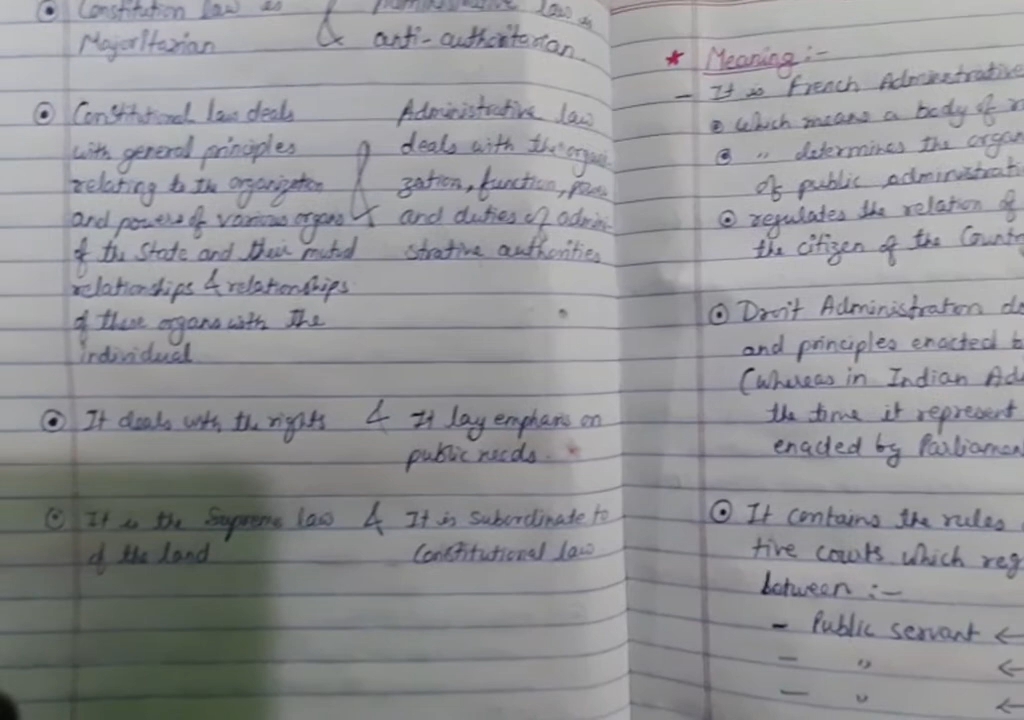 Constitution law is
Majoritarian & anti-authoritarian.
Constitutional law deals
with general principles
relating to the organization
and powers of various organs
of the State and their mutual
relationships & relationships
of these organs with the
individual
&
Administrative law
deals with the organi
zation, function, power
and duties of admini
strative authorities
It deals with the rights & It lay emphasis on
public needs.
It is the Supreme law & It is Subordinate to
of the land Constitutional law
* Meaning :-
- It is French Adminstrative
which means a body of
" determines the organ
of public administrati
regulates the relation of
the citizen of the Countr
Droit Administration
and principles enacted
(whereas in Indian Ad
the time it represent
enacted by Parliamen
It contains the rules
tive courts which reg
between :-
- Public servant ←
- " ←
- " ←